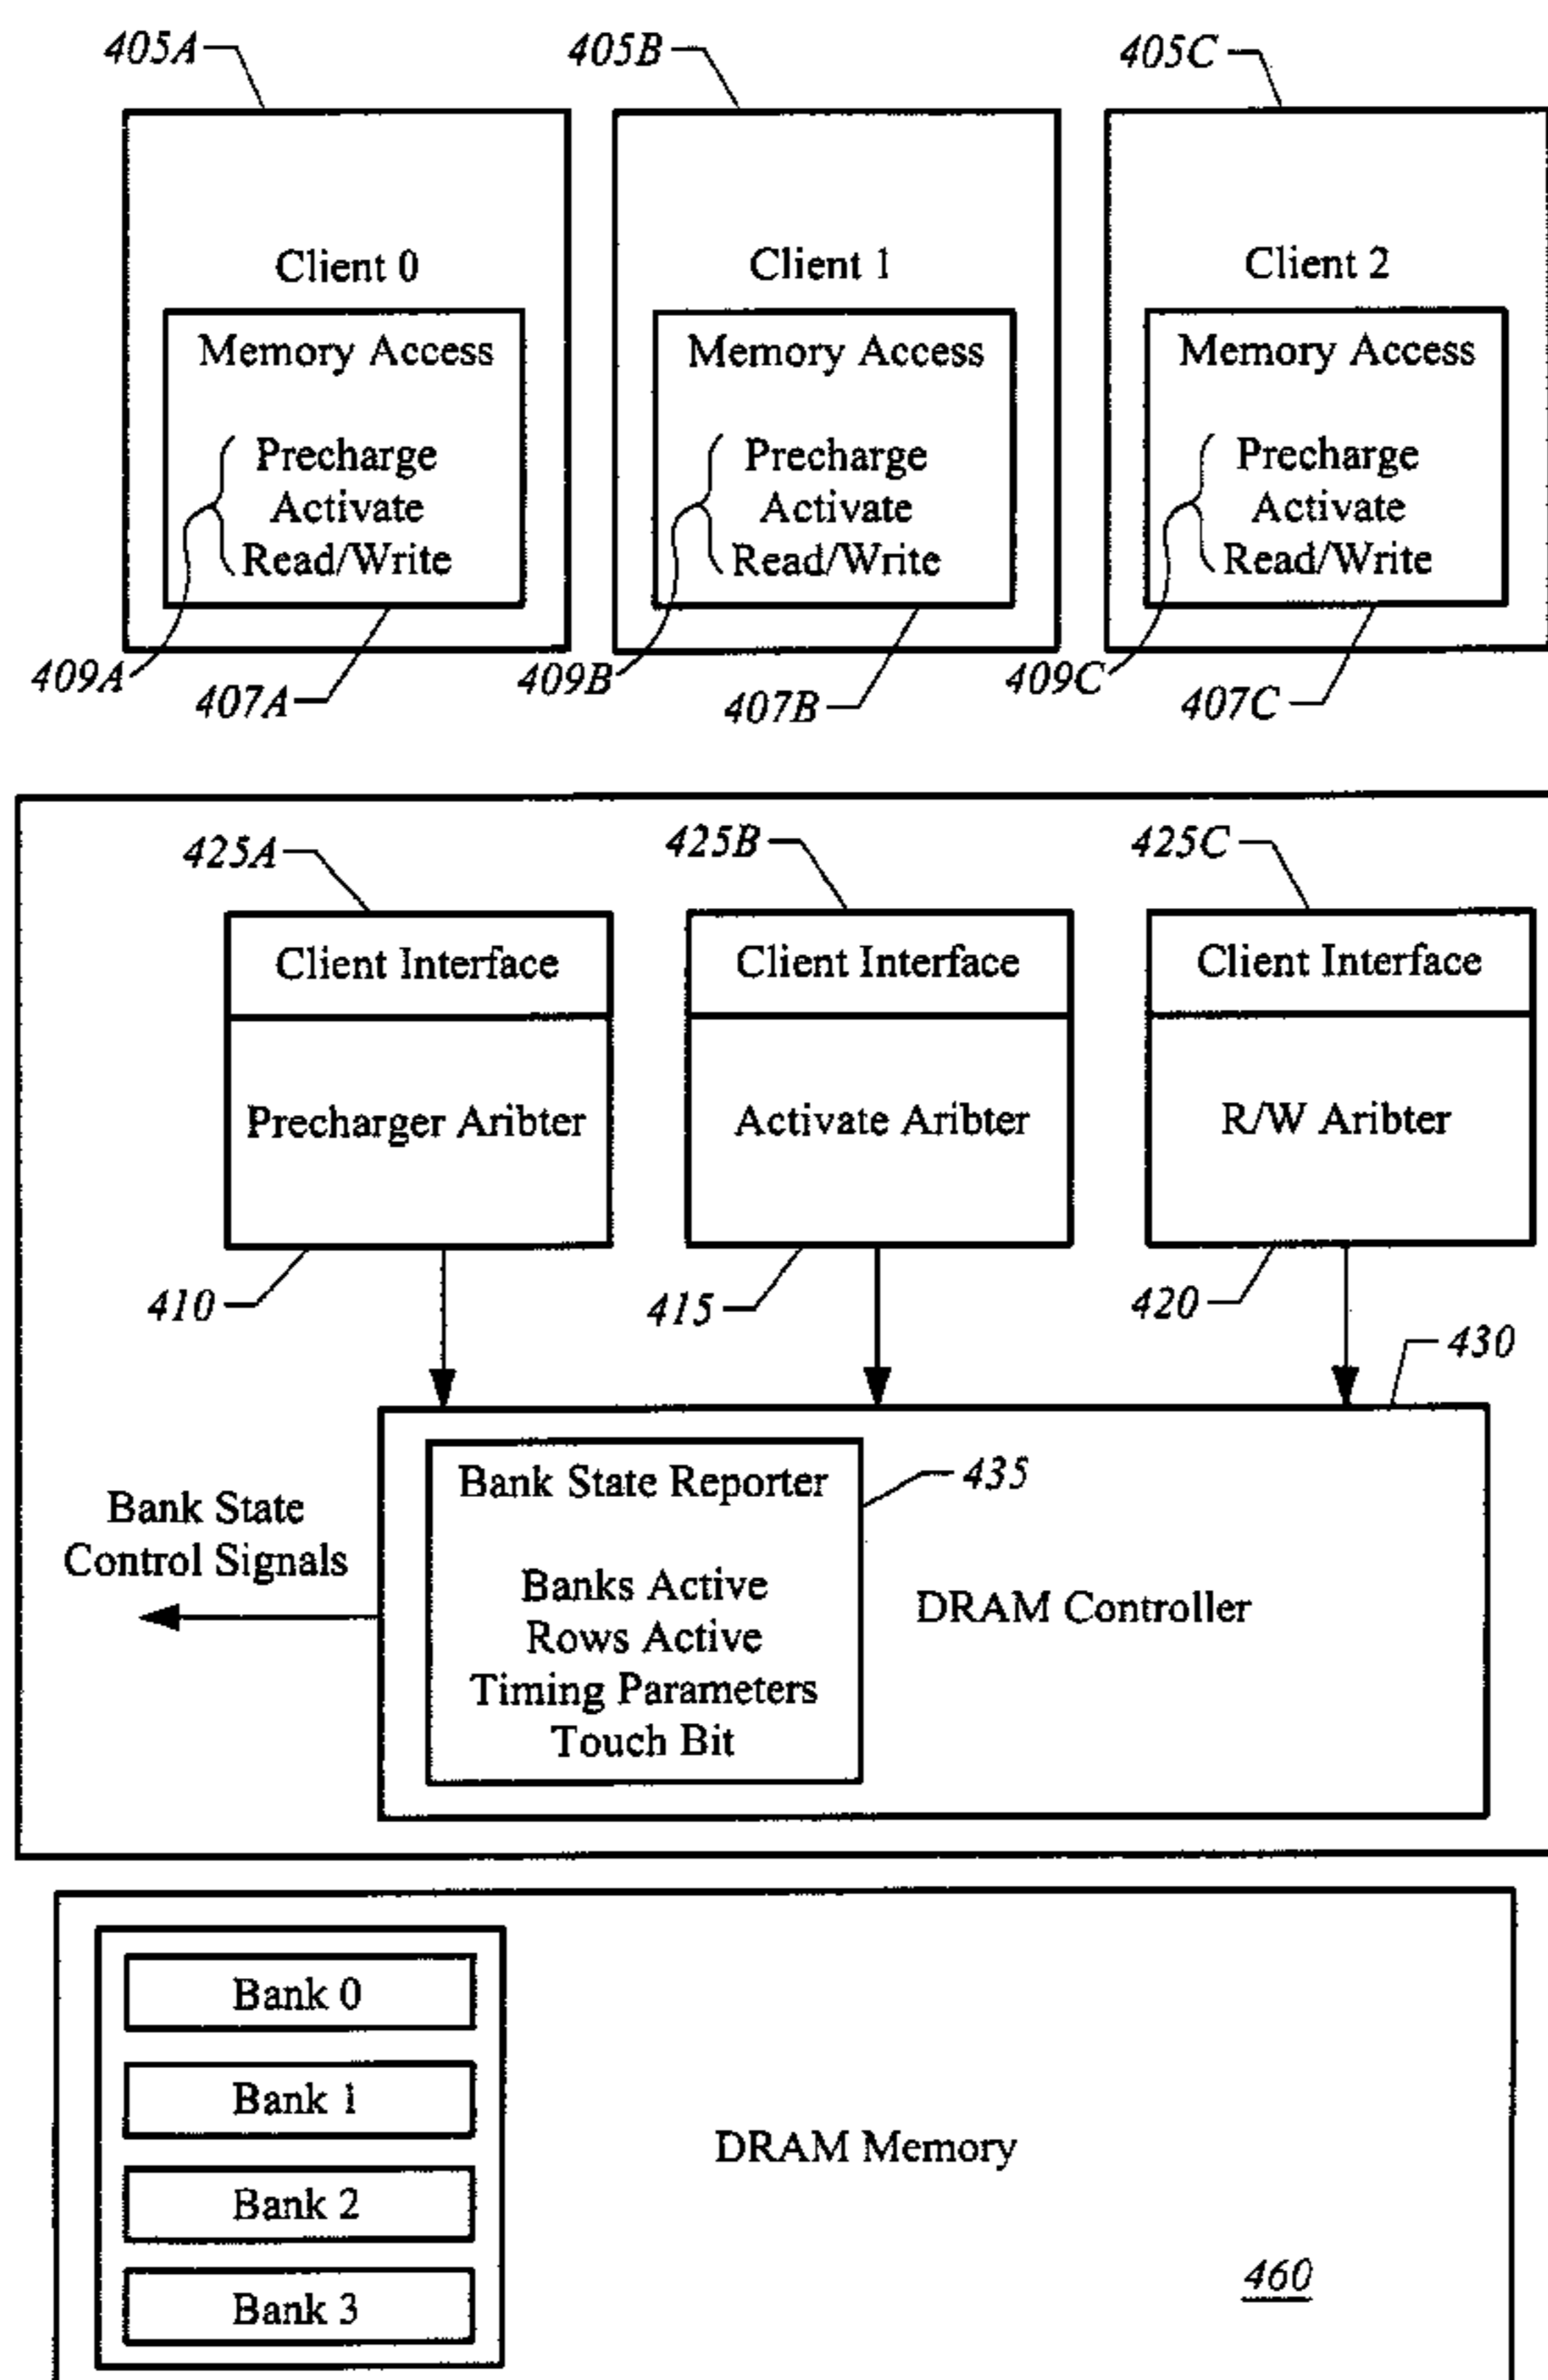 405A
405B
405C
Client 0
Client 1
Client 2
Memory Access
Precharge
Activate
Read/Write
Memory Access
Precharge
Activate
Read/Write
Memory Access
Precharge
Activate
Read/Write
409A
407A
409B
407B
409C
407C
425A
425B
425C
Client Interface
Client Interface
Client Interface
Precharger Aribter
Activate Aribter
R/W Aribter
410
415
420
430
Bank State Reporter
435
Banks Active
Rows Active
Timing Parameters
Touch Bit
Bank State
Control Signals
DRAM Controller
Bank 0
Bank 1
Bank 2
Bank 3
DRAM Memory
460